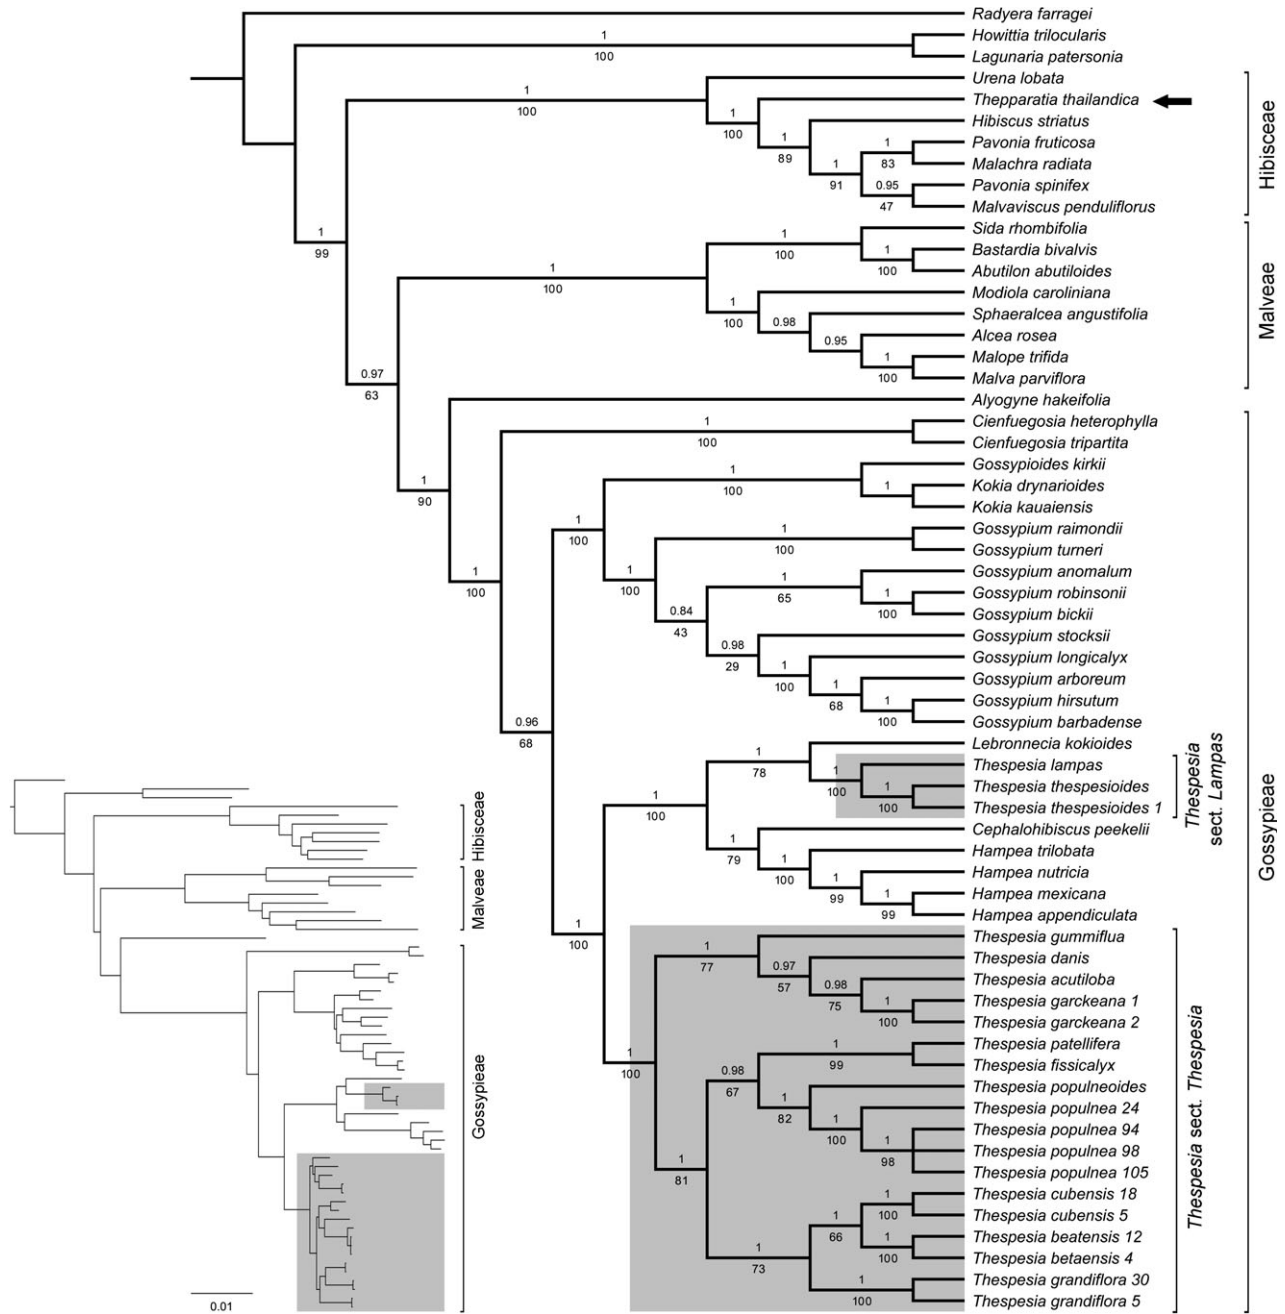 Radyera farragei
1
100
Howittia trilocularis
Lagunaria patersonia
Urena lobata
1
100
Thepparatia thailandica
1
100
Hibiscus striatus
89
1
Pavonia fruticosa
1
83
Malachra radiata
1
91
0.95
47
Pavonia spinifex
Malvaviscus penduliflorus
Hibisceae
1
99
Sida rhombifolia
1
100
Bastardia bivalvis
1
100
Abutilon abutiloides
1
100
Modiola caroliniana
1
100
Sphaeralcea angustifolia
0.98
Alcea rosea
0.95
Malope trifida
1
100
Malva parviflora
Malveae
0.97
63
Alyogyne hakeifolia
1
90
Cienfuegosia heterophylla
1
100
Cienfuegosia tripartita
Gossypioides kirkii
1
100
Kokia drynarioides
1
Kokia kauaiensis
1
100
Gossypium raimondii
1
100
Gossypium turneri
1
100
1
100
Gossypium anomalum
1
65
Gossypium robinsonii
1
100
Gossypium bickii
0.84
43
Gossypium stocksii
0.98
29
Gossypium longicalyx
1
100
Gossypium arboreum
1
68
Gossypium hirsutum
1
100
Gossypium barbadense
0.96
68
Lebronnecia kokioides
1
78
Thespesia lampas
1
100
Thespesia thespesioides
1
100
Thespesia thespesioides 1
Thespesia
sect. Lampas
1
100
Cephalohibiscus peekelii
1
79
Hampea trilobata
1
100
Hampea nutricia
1
99
Hampea mexicana
1
99
Hampea appendiculata
1
100
Thespesia gummiflua
1
77
Thespesia danis
0.97
57
Thespesia acutiloba
0.98
75
Thespesia garckeana 1
1
100
Thespesia garckeana 2
1
100
Thespesia patellifera
1
99
Thespesia fissicalyx
0.98
67
Thespesia populneoides
1
82
Thespesia populnea 24
1
100
Thespesia populnea 94
1
98
Thespesia populnea 98
Thespesia populnea 105
1
81
Thespesia cubensis 18
1
100
Thespesia cubensis 5
1
66
Thespesia beatensis 12
1
100
Thespesia betaensis 4
1
73
Thespesia grandiflora 30
1
100
Thespesia grandiflora 5
Thespesia sect. Thespesia
Gossypieae
Hibisceae
Malveae
Gossypieae
0.01